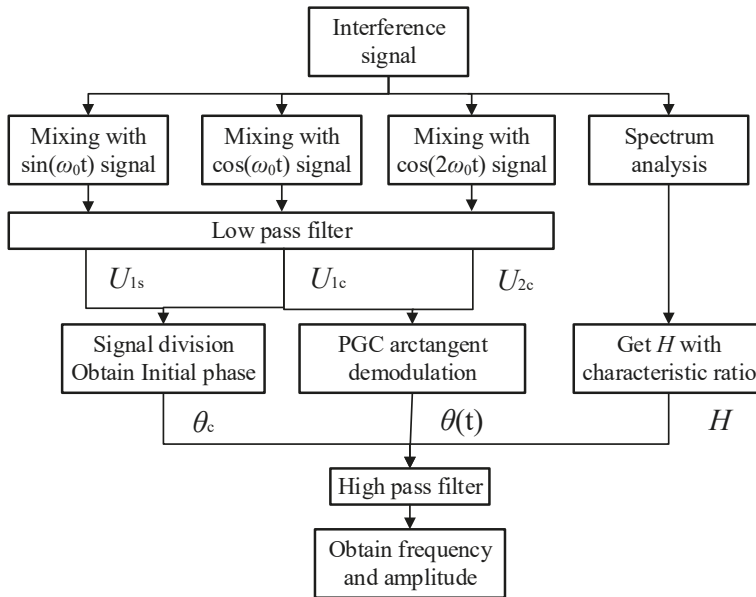 Interference
signal
Mixing with
sin(ω₀t) signal
Mixing with
cos(ω₀t) signal
Mixing with
cos(2ω₀t) signal
Spectrum
analysis
Low pass filter
U₁s
U₁c
U₂c
Signal division
Obtain Initial phase
PGC arctangent
demodulation
Get H with
characteristic ratio
θc
θ(t)
H
High pass filter
Obtain frequency
and amplitude